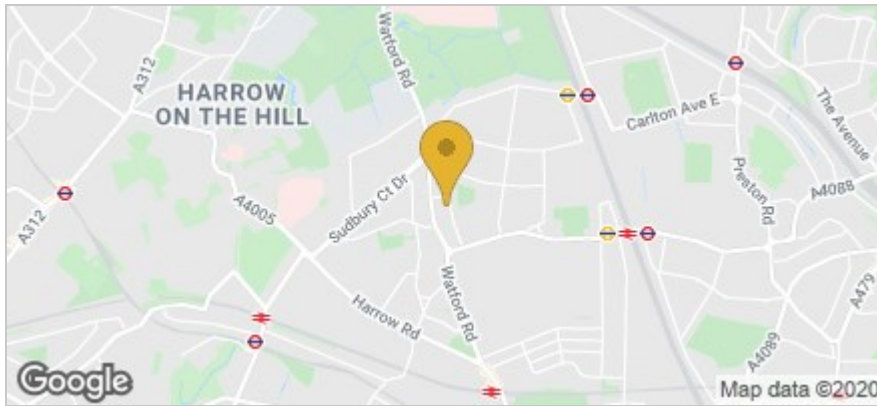 Watford Rd
A312
HARROW
ON THE HILL
Carlton Ave E
The Avenue
Sudbury Ct Dr
Preston Rd
A4088
A312
A4005
Watford Rd
Harrow Rd
A479
A4089
Google
Map data ©2020